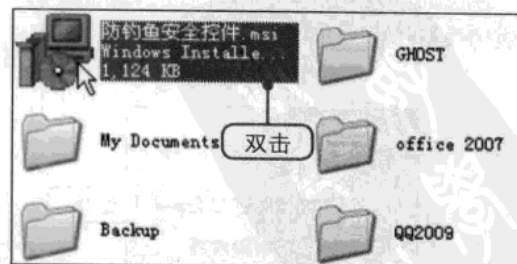 防钓鱼安全控件.msi
Windows Installe...
1,124 KB
GHOST
My Documents
双击
office 2007
Backup
QQ2009